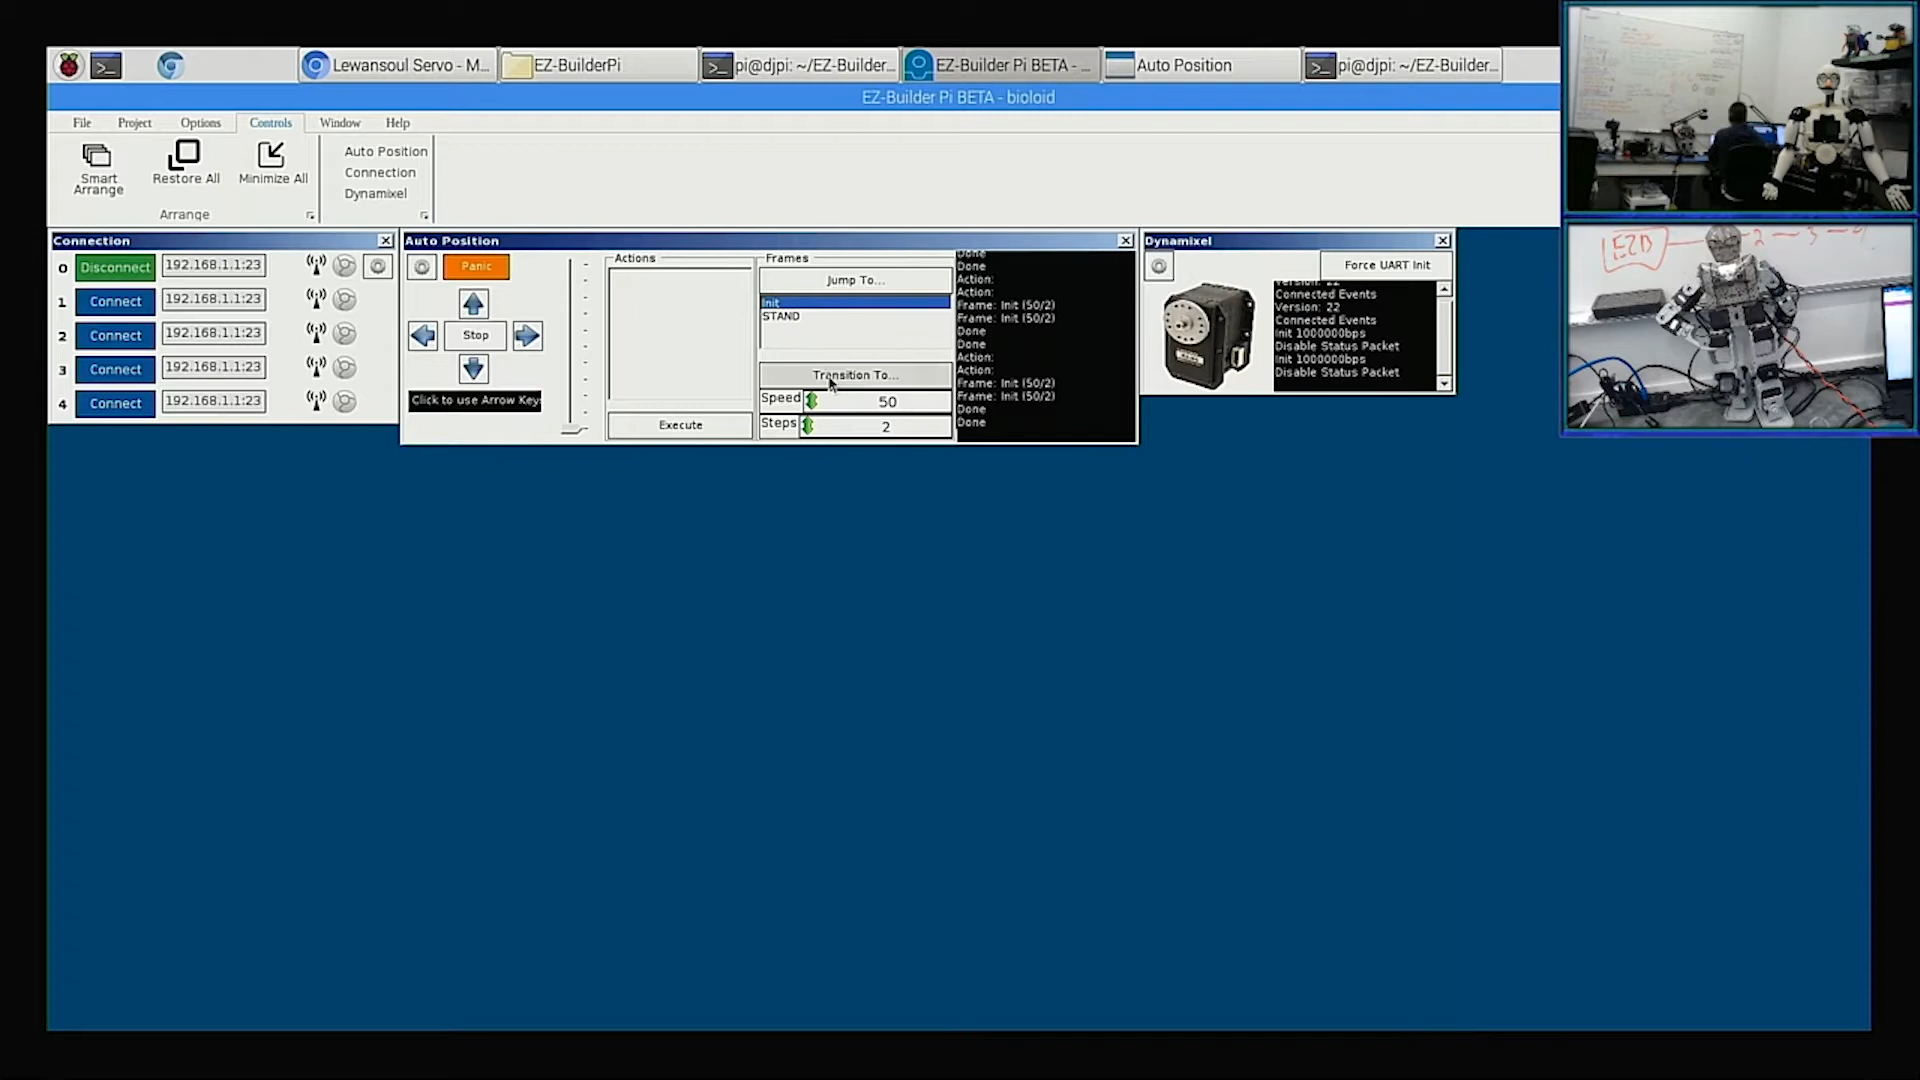 Lewansoul Servo - M...
EZ-BuilderPi
pi@djpi: ~/EZ-Builder...
EZ-Builder Pi BETA - ...
Auto Position
pi@djpi: ~/EZ-Builder...
EZ-Builder Pi BETA - bioloid
File Project Options Controls Window Help
Smart Arrange
Restore All
Minimize All
Arrange
Auto Position
Connection
Dynamixel
Connection
0 Disconnect 192.168.1.1:23
1 Connect 192.168.1.1:23
2 Connect 192.168.1.1:23
3 Connect 192.168.1.1:23
4 Connect 192.168.1.1:23
Auto Position
Panic
Stop
Click to use Arrow Key
Actions
Execute
Frames
Jump To...
Init
STAND
Transition To...
Speed 50
Steps 2
Done
Done
Action:
Action:
Frame: Init (50/2)
Frame: Init (50/2)
Done
Done
Action:
Action:
Frame: Init (50/2)
Frame: Init (50/2)
Done
Done
Dynamixel
Force UART Init
Version: 22
Connected Events
Version: 22
Connected Events
Init 1000000bps
Disable Status Packet
Init 1000000bps
Disable Status Packet
EZB — 2 — 3 —